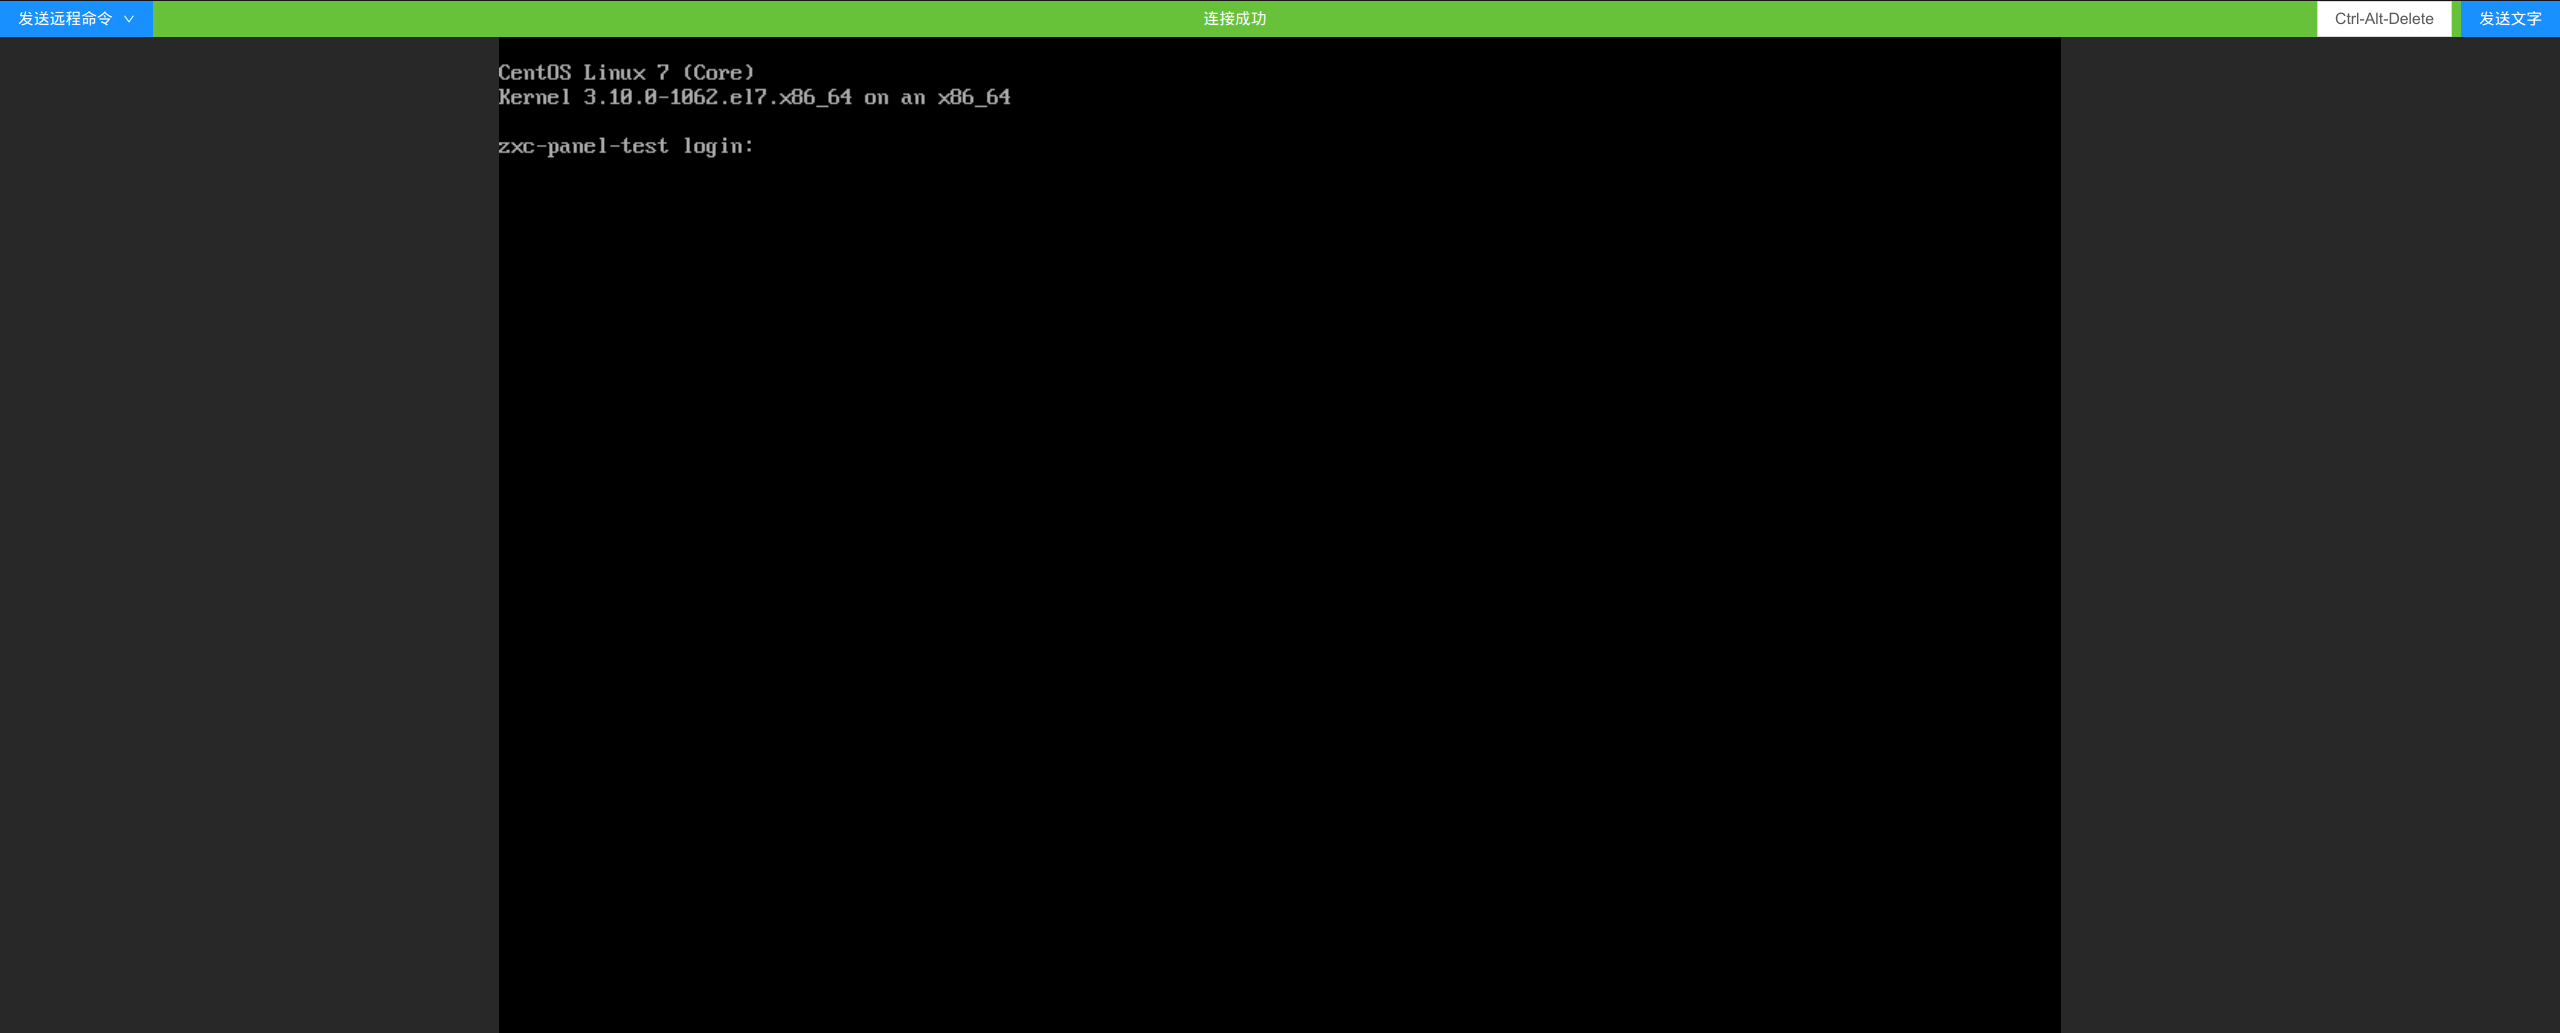 发送远程命令
连接成功
Ctrl-Alt-Delete
发送文字
CentOS Linux 7 (Core)
Kernel 3.10.0-1062.el7.x86_64 on an x86_64
zxc-panel-test login: